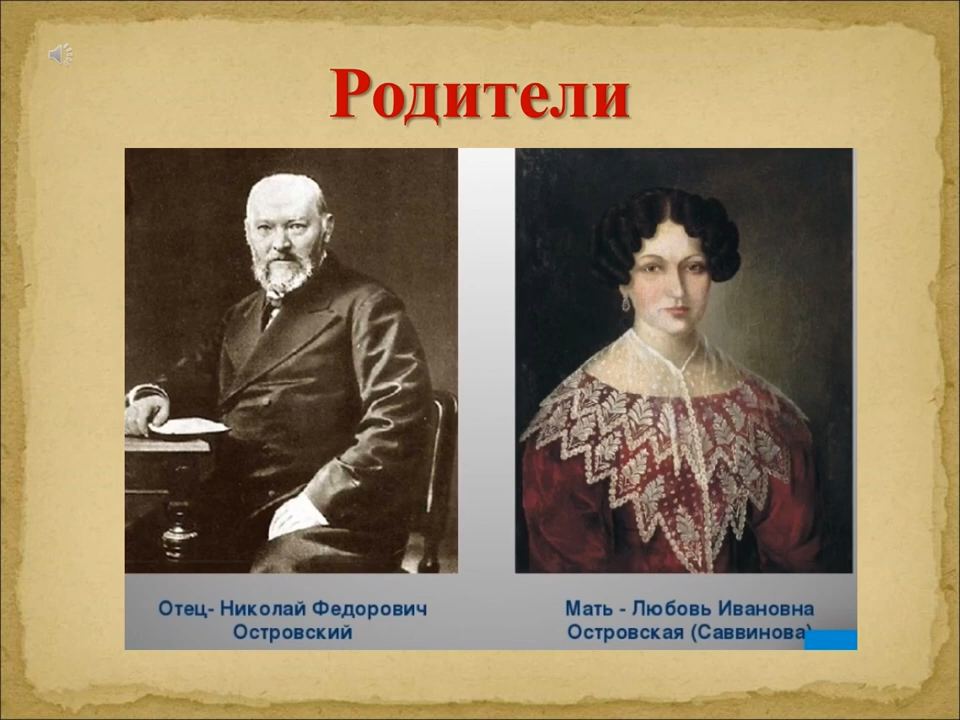 Родители
Отец- Николай Федорович
Островский
Мать - Любовь Ивановна
Островская (Саввинова)